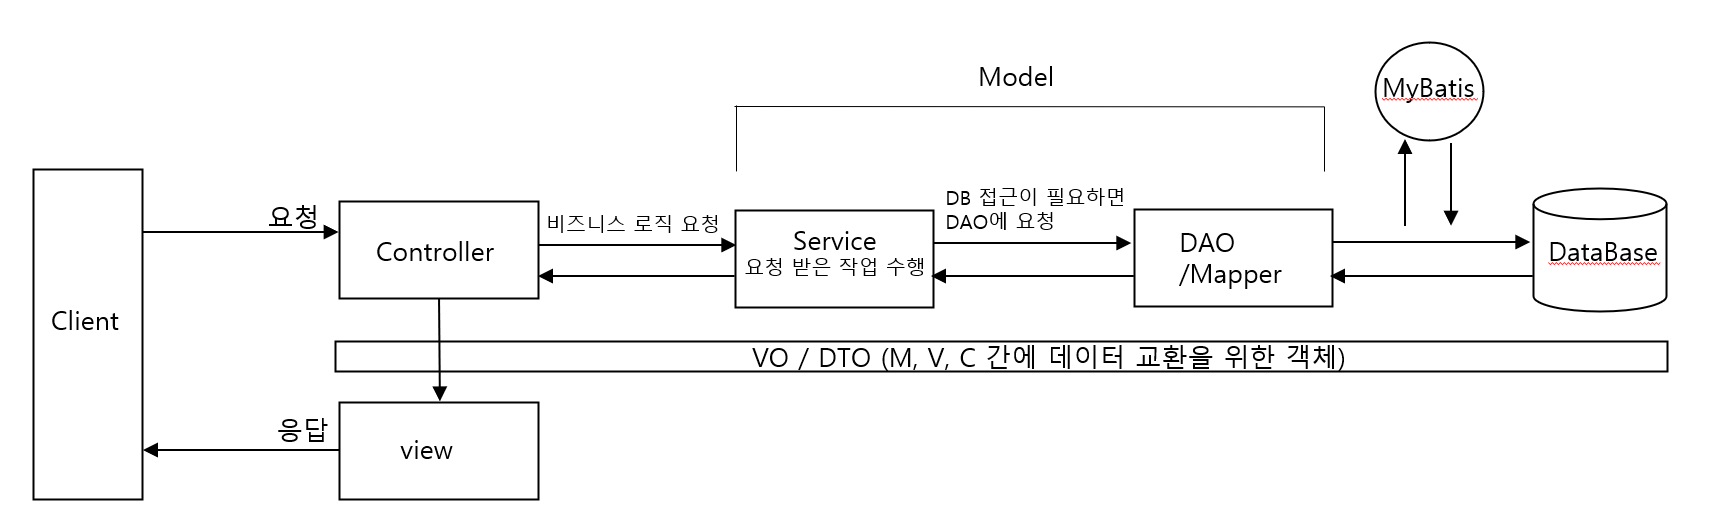 Model
MyBatis
요청
비즈니스 로직 요청
DB 접근이 필요하면
DAO에 요청
Controller
Service
요청 받은 작업 수행
DAO
/Mapper
DataBase
Client
VO / DTO (M, V, C 간에 데이터 교환을 위한 객체)
응답
view